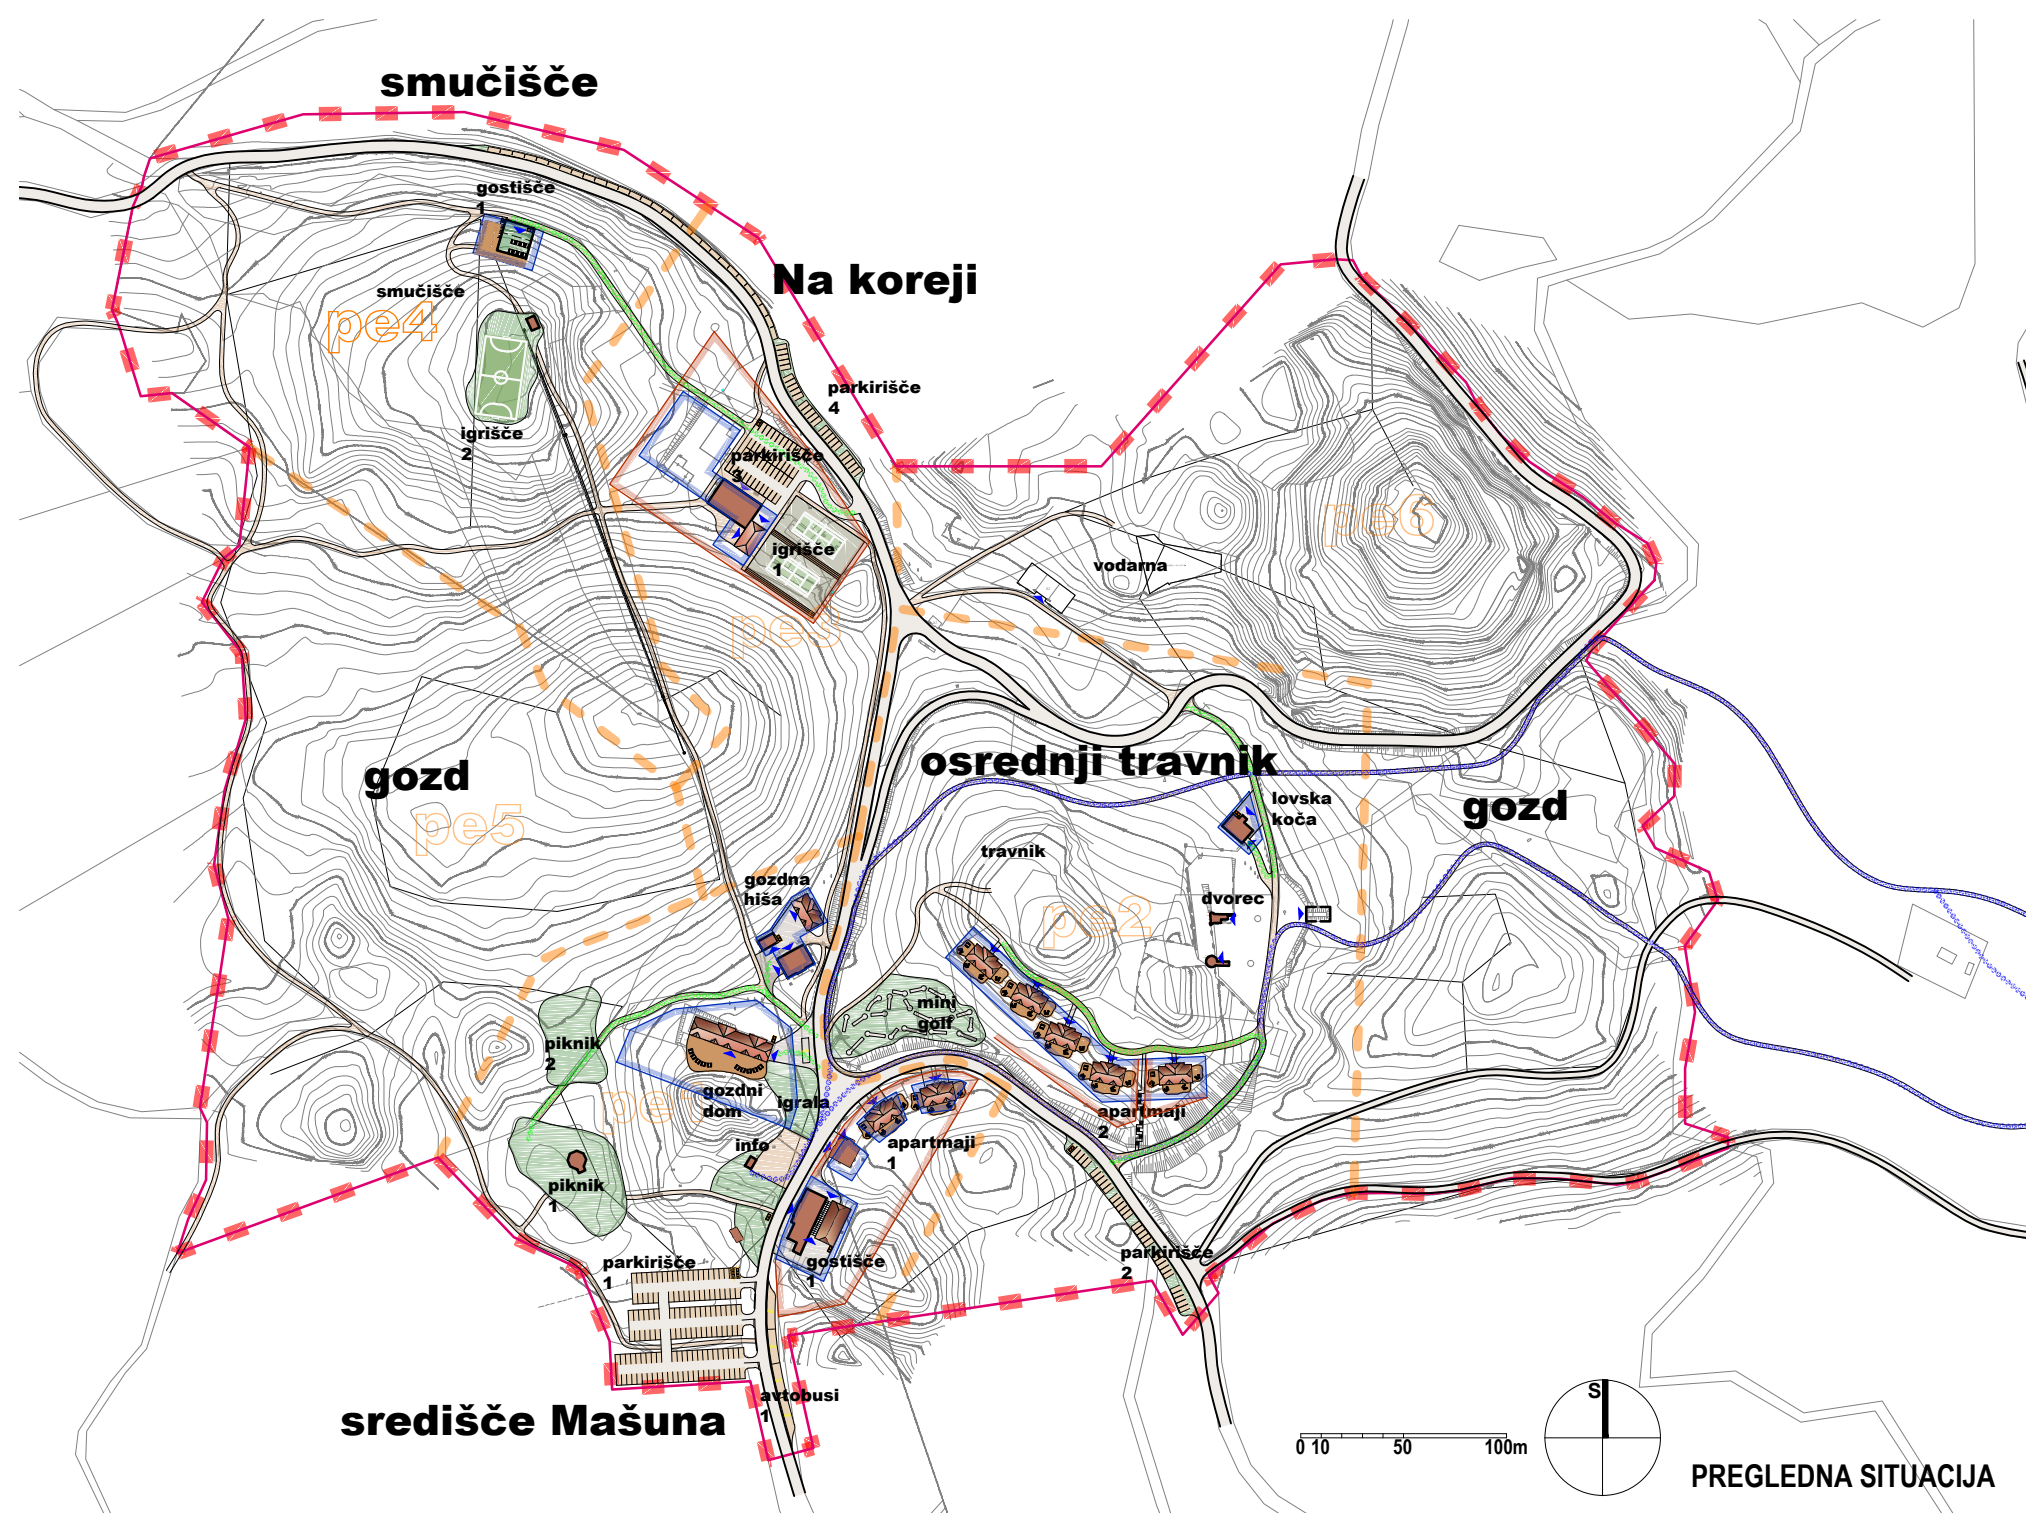 smučišče
gostišče
1
Na koreji
smučišče
pe4
parkirišče
4
igrišče
2
parkirišče
3
pe6
igrišče
1
vodarna
pe3
osrednji travnik
gozd
gozd
lovska
koča
pe5
travnik
gozdna
hiša
dvorec
pe2
mini
golf
piknik
2
gozdni
dom
igrala
pe1
apartmaji
2
info
apartmaji
1
piknik
1
parkirišče
1
gostišče
1
parkirišče
2
avtobusi
1
središče Mašuna
S
0 10 50 100m
PREGLEDNA SITUACIJA